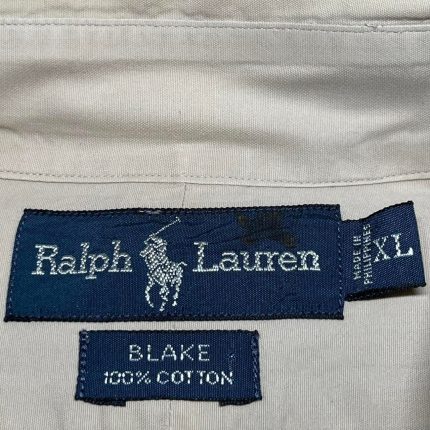 Ralph Lauren
MADE IN
PHILIPPINES
XL
BLAKE
100% COTTON